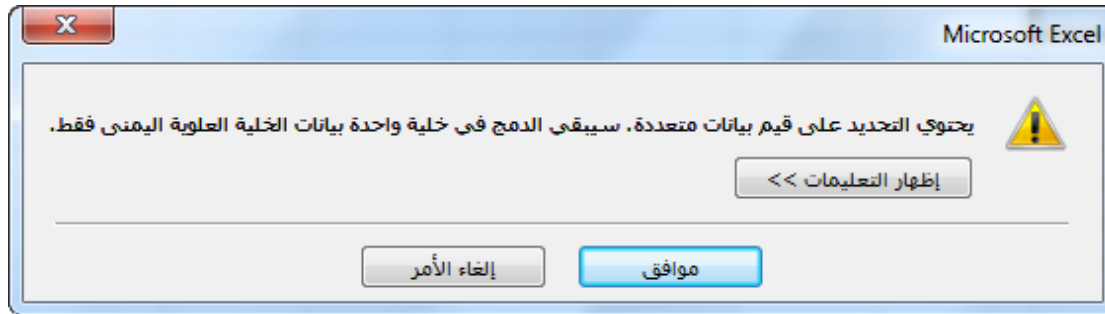 Microsoft Excel
يحتوي التحديد على قيم بيانات متعددة. سيبقي الدمج في خلية واحدة بيانات الخلية العلوية اليمنى فقط.
إظهار التعليمات >>
موافق
إلغاء الأمر